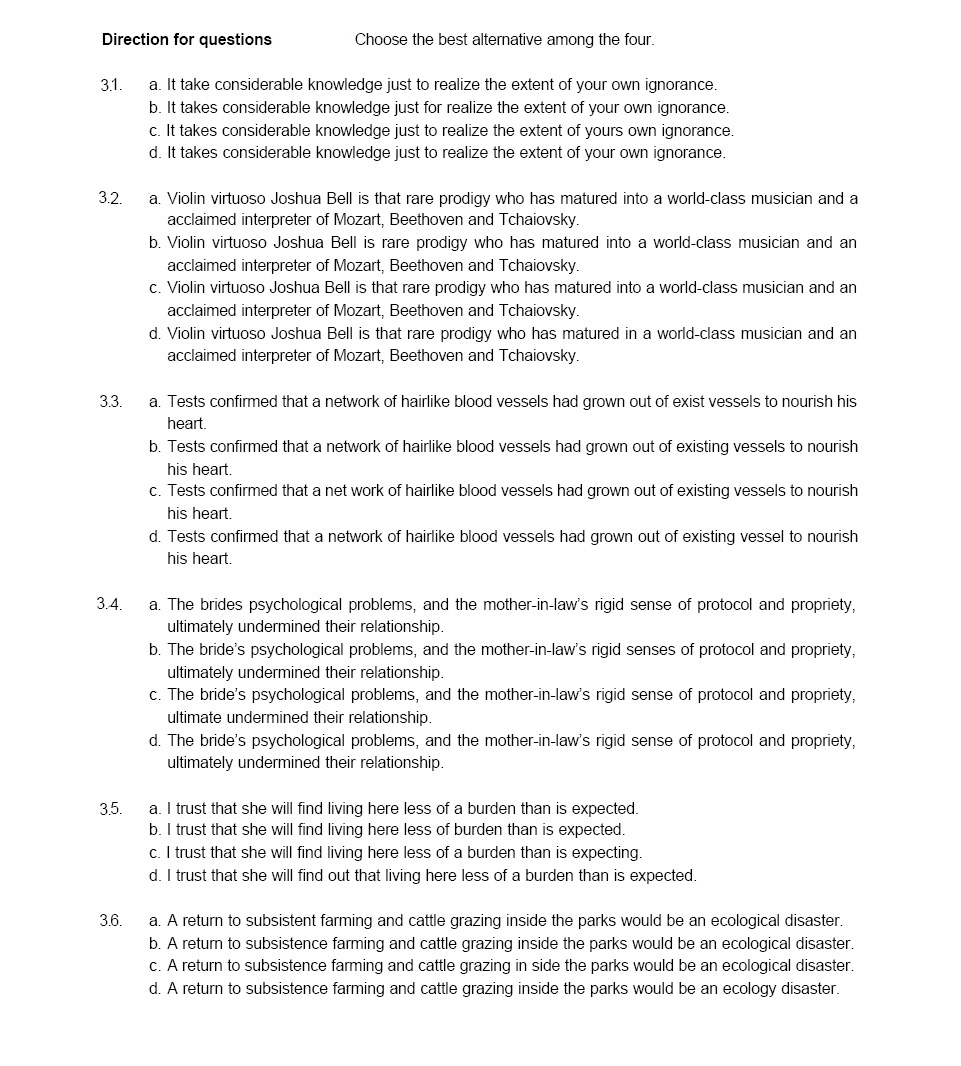 Direction for questions Choose the best alternative among the four.
3.1. a. It take considerable knowledge just to realize the extent of your own ignorance.
b. It takes considerable knowledge just for realize the extent of your own ignorance.
c. It takes considerable knowledge just to realize the extent of yours own ignorance.
d. It takes considerable knowledge just to realize the extent of your own ignorance.
3.2. a. Violin virtuoso Joshua Bell is that rare prodigy who has matured into a world-class musician and a
acclaimed interpreter of Mozart, Beethoven and Tchaiovsky.
b. Violin virtuoso Joshua Bell is rare prodigy who has matured into a world-class musician and an
acclaimed interpreter of Mozart, Beethoven and Tchaiovsky.
c. Violin virtuoso Joshua Bell is that rare prodigy who has matured into a world-class musician and an
acclaimed interpreter of Mozart, Beethoven and Tchaiovsky.
d. Violin virtuoso Joshua Bell is that rare prodigy who has matured in a world-class musician and an
acclaimed interpreter of Mozart, Beethoven and Tchaiovsky.
3.3. a. Tests confirmed that a network of hairlike blood vessels had grown out of exist vessels to nourish his
heart.
b. Tests confirmed that a network of hairlike blood vessels had grown out of existing vessels to nourish
his heart.
c. Tests confirmed that a net work of hairlike blood vessels had grown out of existing vessels to nourish
his heart.
d. Tests confirmed that a network of hairlike blood vessels had grown out of existing vessel to nourish
his heart.
3.4. a. The brides psychological problems, and the mother-in-law's rigid sense of protocol and propriety,
ultimately undermined their relationship.
b. The bride's psychological problems, and the mother-in-law's rigid senses of protocol and propriety,
ultimately undermined their relationship.
c. The bride's psychological problems, and the mother-in-law's rigid sense of protocol and propriety,
ultimate undermined their relationship.
d. The bride's psychological problems, and the mother-in-law's rigid sense of protocol and propriety,
ultimately undermined their relationship.
3.5. a. I trust that she will find living here less of a burden than is expected.
b. I trust that she will find living here less of burden than is expected.
c. I trust that she will find living here less of a burden than is expecting.
d. I trust that she will find out that living here less of a burden than is expected.
3.6. a. A return to subsistent farming and cattle grazing inside the parks would be an ecological disaster.
b. A return to subsistence farming and cattle grazing inside the parks would be an ecological disaster.
c. A return to subsistence farming and cattle grazing in side the parks would be an ecological disaster.
d. A return to subsistence farming and cattle grazing inside the parks would be an ecology disaster.